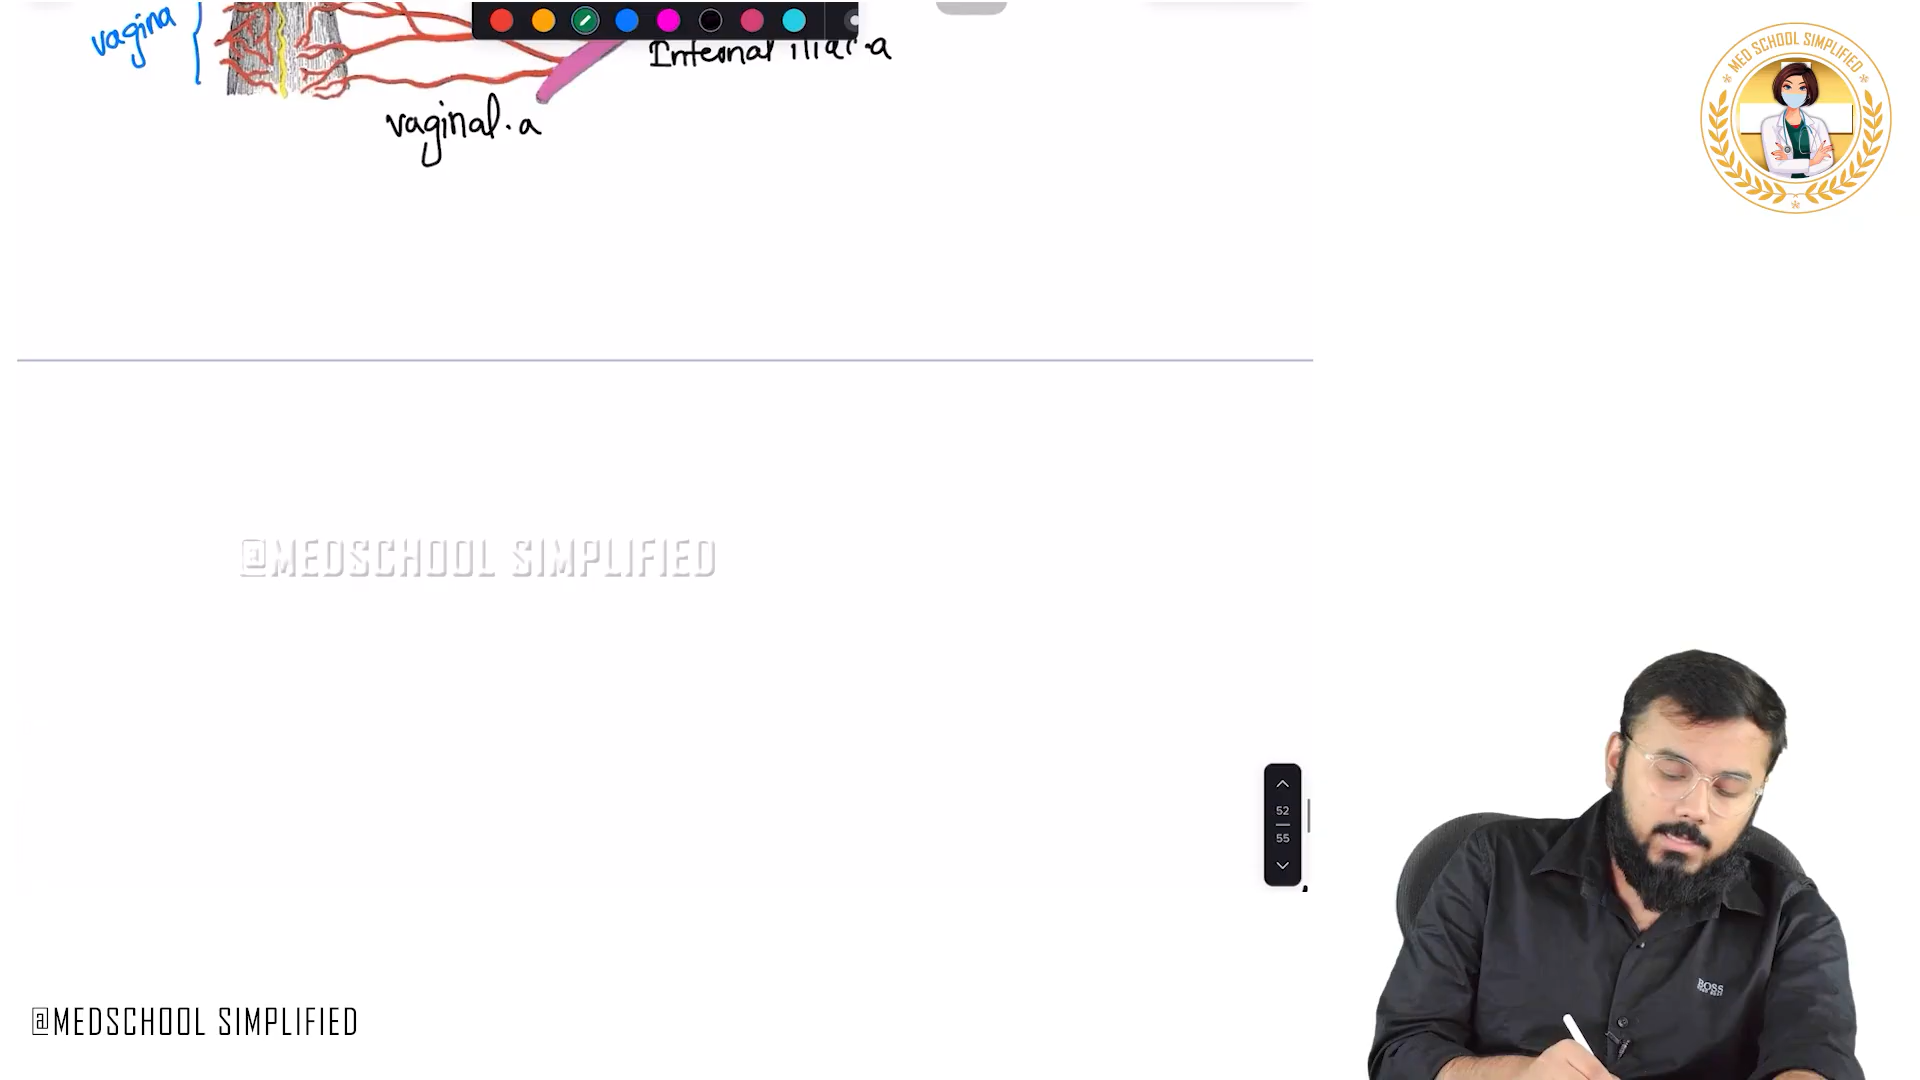 vagina
Internal iliac.a
vaginal.a
MED SCHOOL SIMPLIFIED
@MEDSCHOOL SIMPLIFIED
52
55
BOSS
@MEDSCHOOL SIMPLIFIED